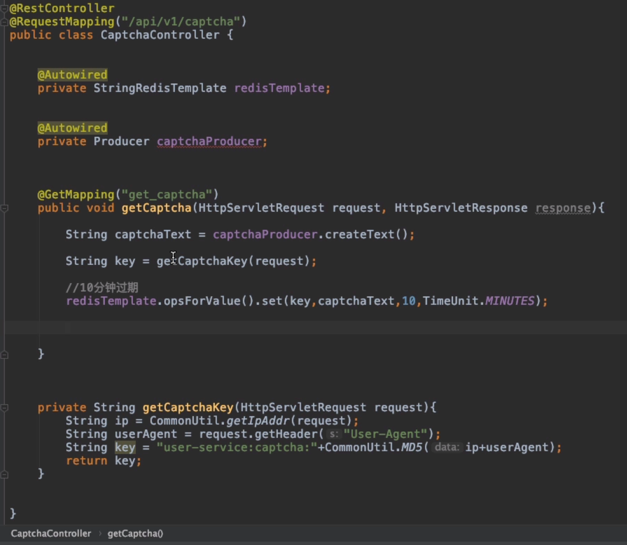 @RestController
@RequestMapping("/api/v1/captcha")
public class CaptchaController {
@Autowired
private StringRedisTemplate redisTemplate;
@Autowired
private Producer captchaProducer;
@GetMapping("get_captcha")
public void getCaptcha(HttpServletRequest request, HttpServletResponse response){
String captchaText = captchaProducer.createText();
String key = getCaptchaKey(request);
//10分钟过期
redisTemplate.opsForValue().set(key,captchaText,10,TimeUnit.MINUTES);
}
private String getCaptchaKey(HttpServletRequest request){
String ip = CommonUtil.getIpAddr(request);
String userAgent = request.getHeader( s: "User-Agent");
String key = "user-service:captcha:"+CommonUtil.MD5( data: ip+userAgent);
return key;
}
}
CaptchaController › getCaptcha()